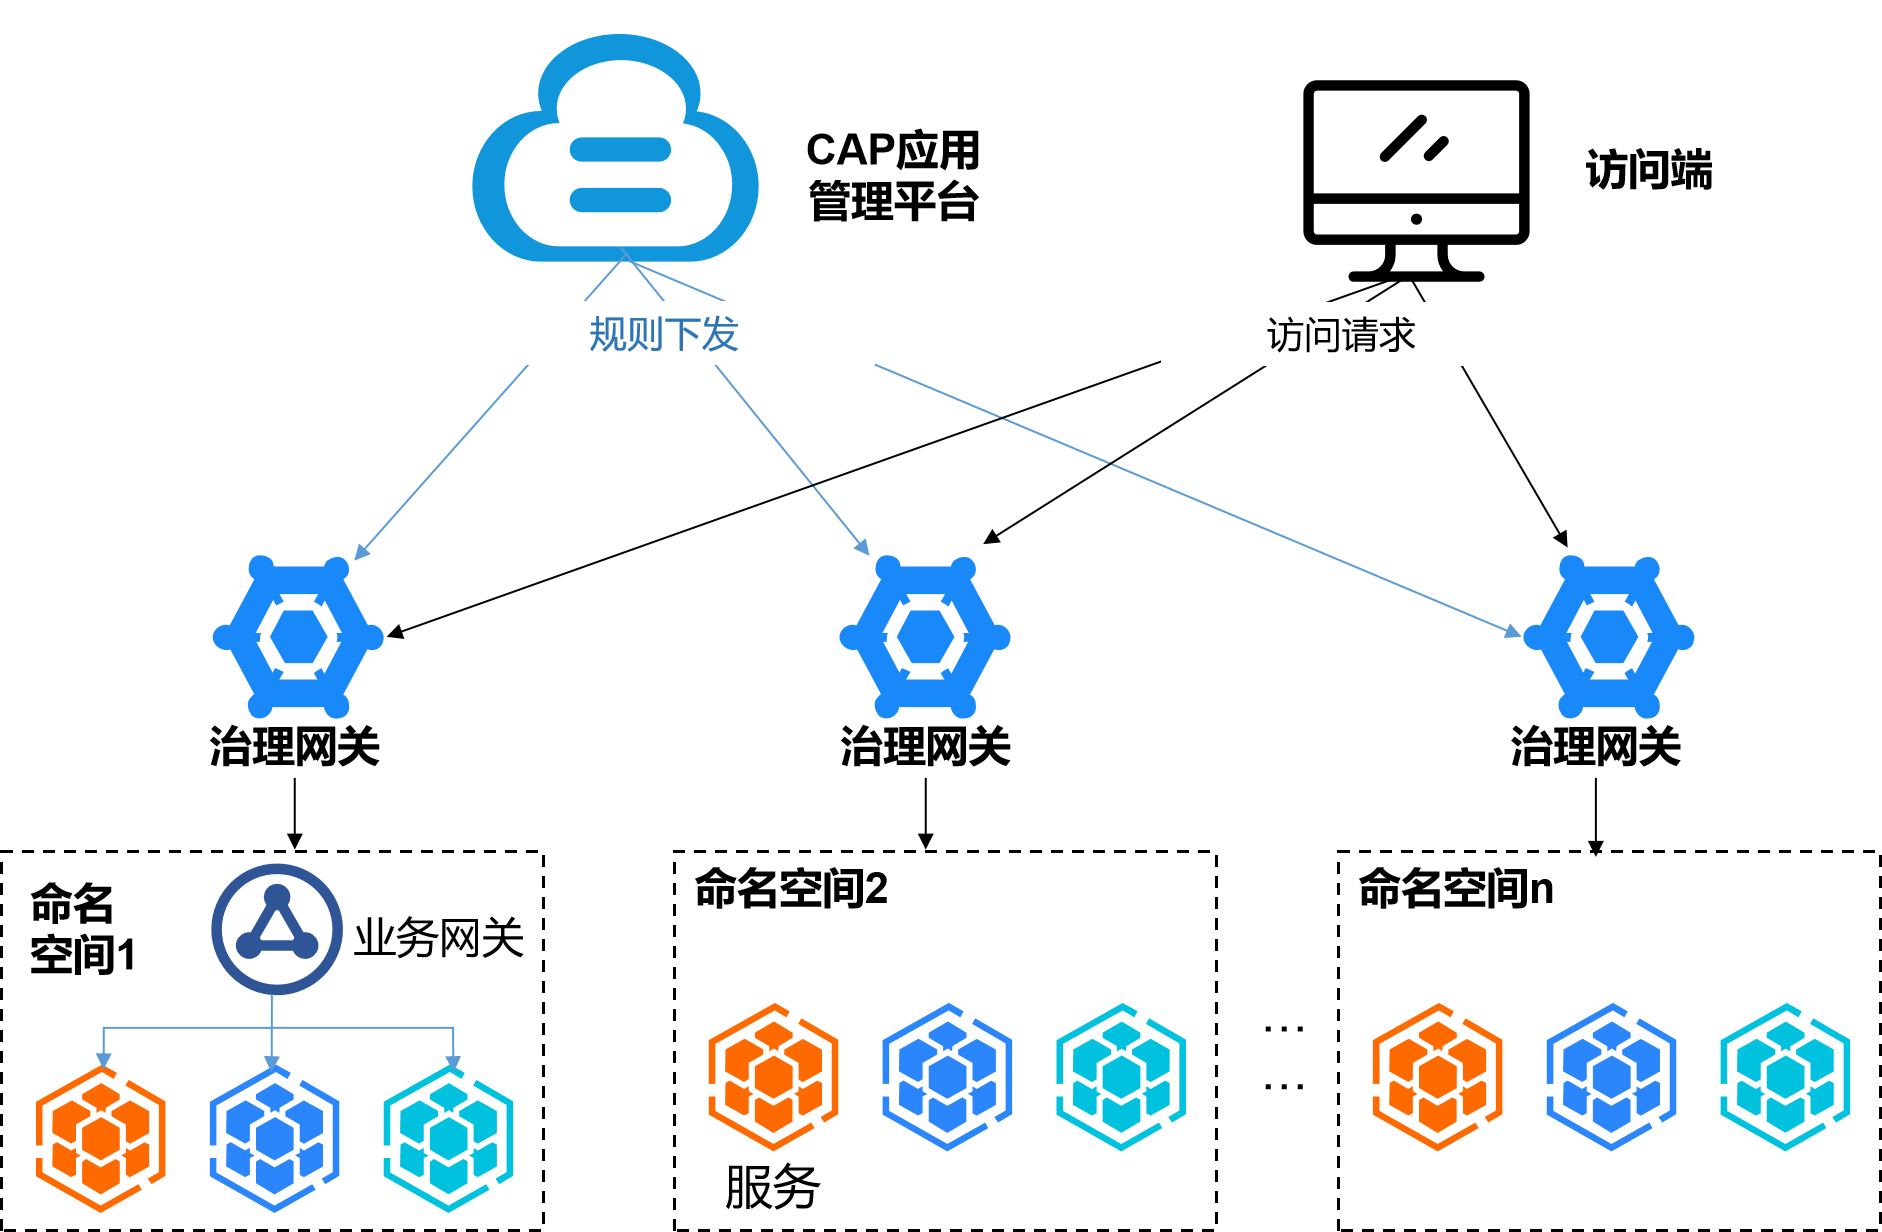 CAP应用
管理平台
访问端
规则下发
访问请求
治理网关
治理网关
治理网关
命名
空间1
业务网关
命名空间2
服务
...
...
命名空间n